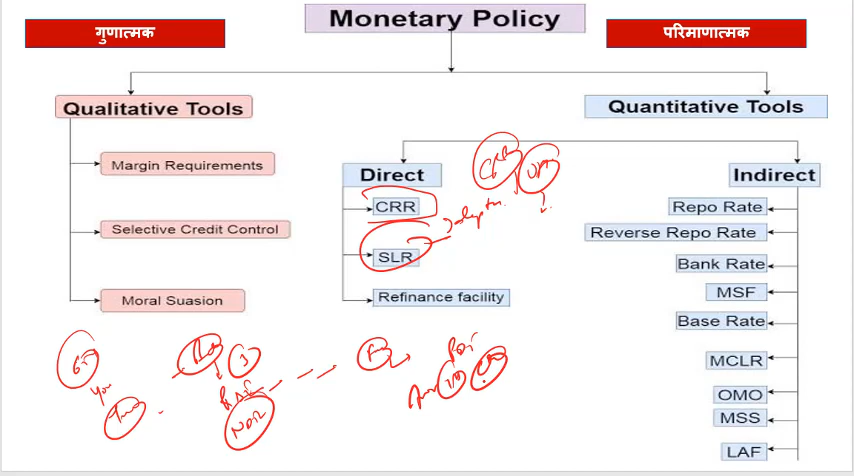 Monetary Policy
गुणात्मक
परिमाणात्मक
Qualitative Tools
Quantitative Tools
Margin Requirements
Selective Credit Control
Moral Suasion
Direct
CRR
SLR
Refinance facility
Indirect
Repo Rate
Reverse Repo Rate
Bank Rate
MSF
Base Rate
MCLR
OMO
MSS
LAF